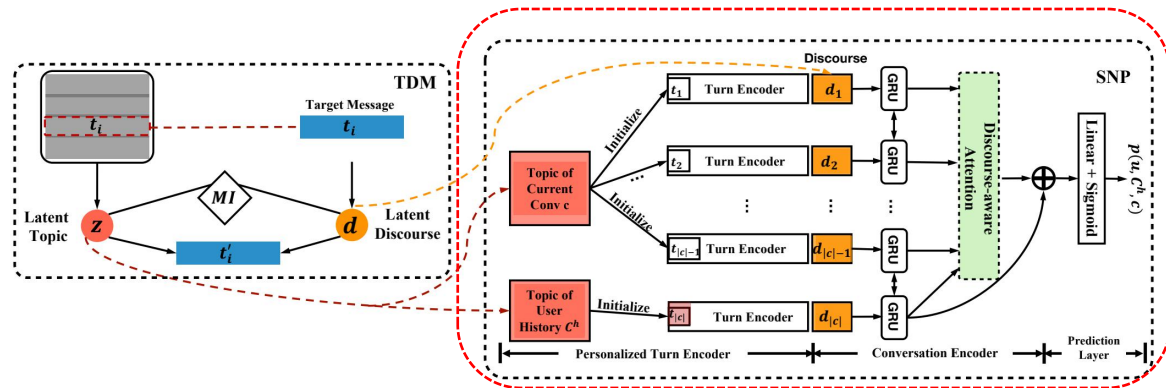 TDM
t_i
Target Message
t_i
MI
Latent
Topic
z
d
Latent
Discourse
t'_i
SNP
Discourse
Topic of
Current
Conv c
Initialize
...
Initialize
t_1
Turn Encoder
d_1
GRU
t_2
Turn Encoder
d_2
GRU
...
...
...
t_{|c|-1}
Turn Encoder
d_{|c|-1}
GRU
Topic of
User
History C^h
Initialize
t_{|c|}
Turn Encoder
d_{|c|}
GRU
Discourse-aware
Attention
Linear + Sigmoid
p(u, C^h, c)
Personalized Turn Encoder
Conversation Encoder
Prediction
Layer